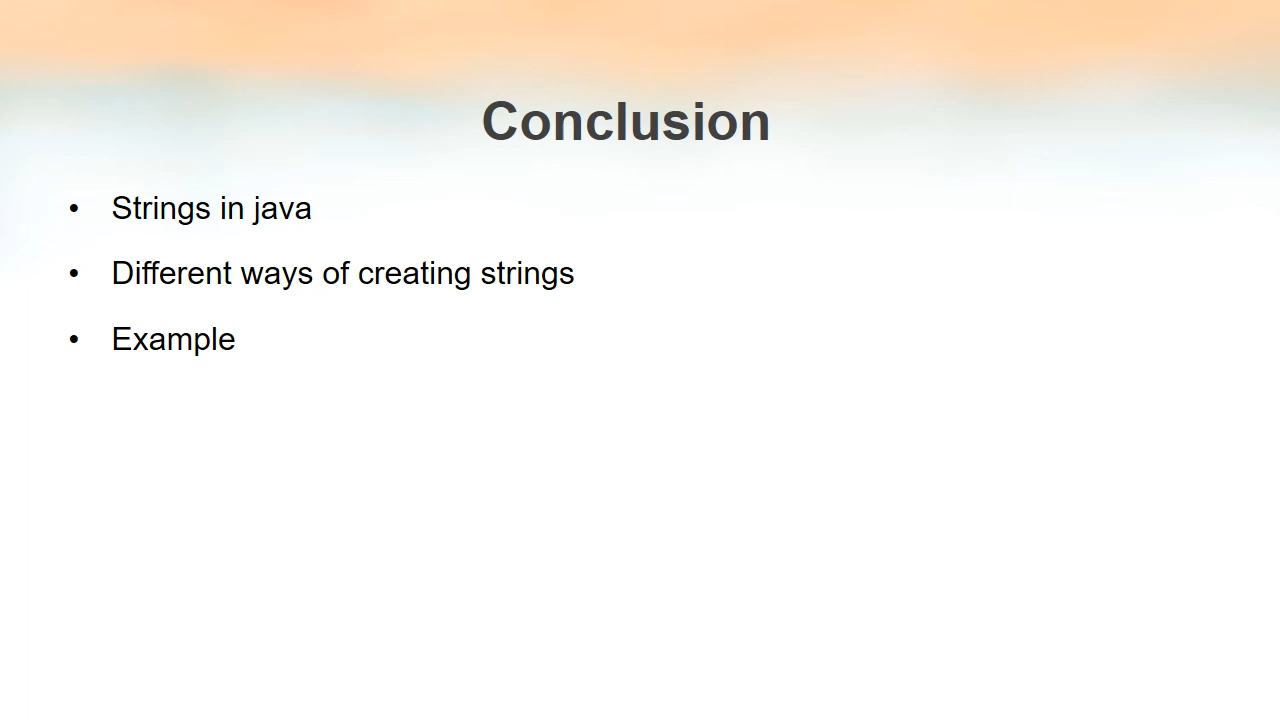 Conclusion
• Strings in java
• Different ways of creating strings
• Example